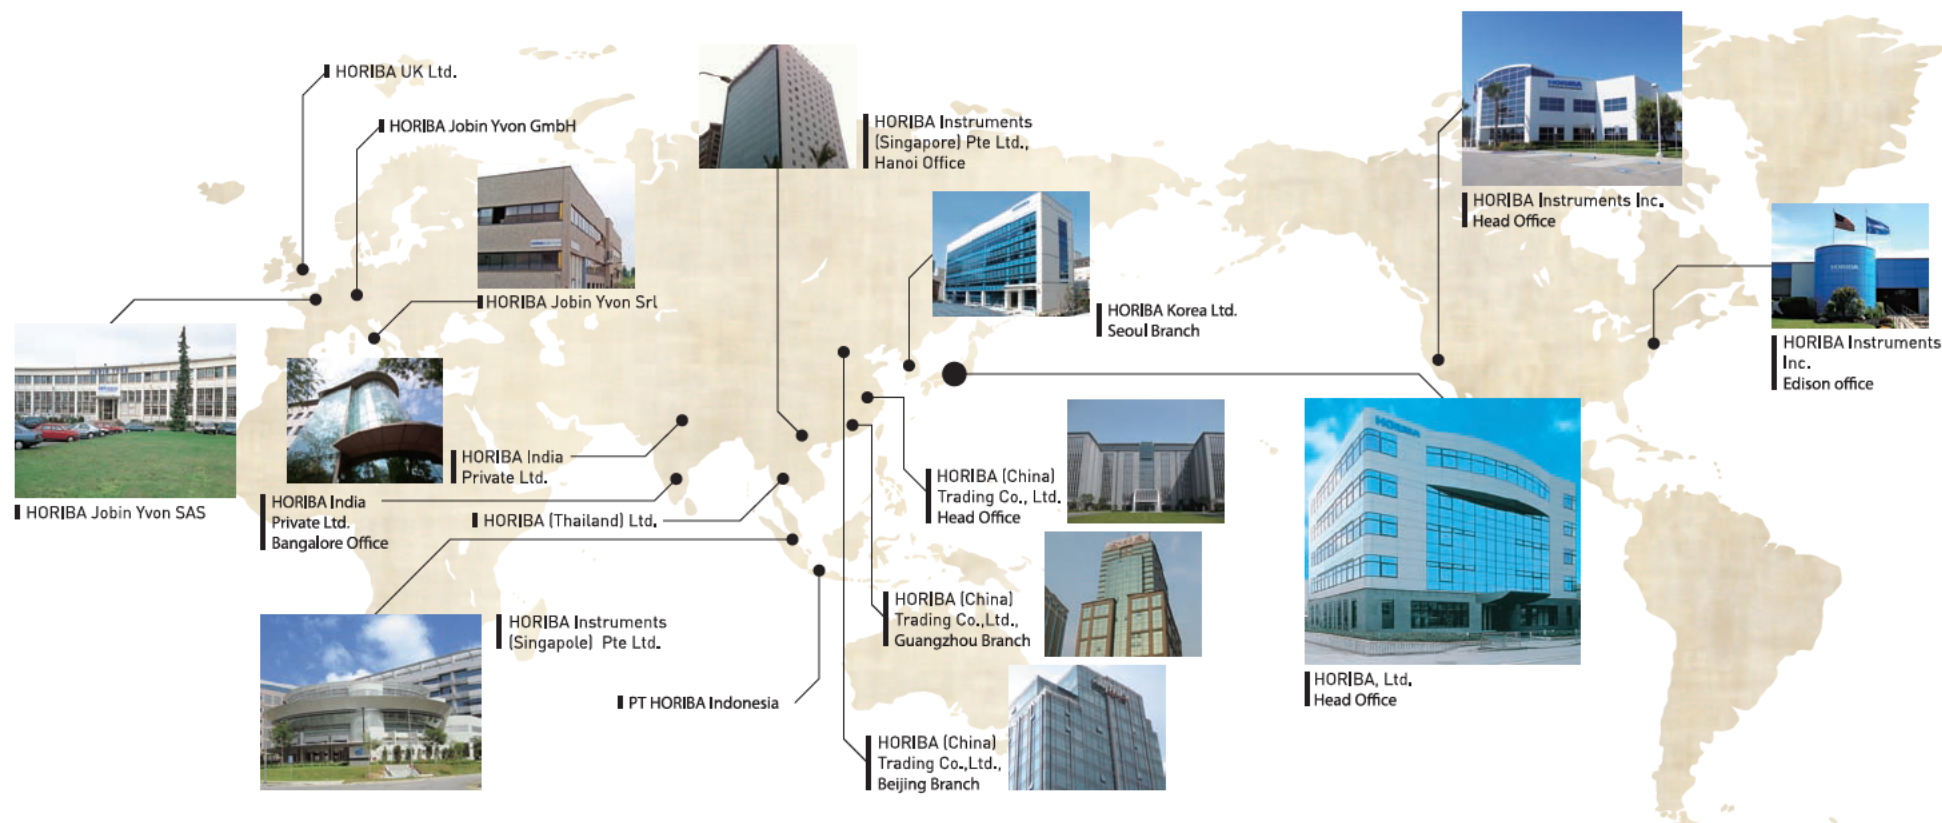 HORIBA UK Ltd.
HORIBA Jobin Yvon GmbH
HORIBA Jobin Yvon Srl
HORIBA Jobin Yvon SAS
HORIBA India
Private Ltd.
HORIBA India
Private Ltd.
Bangalore Office
HORIBA (Thailand) Ltd.
HORIBA Instruments
(Singapole) Pte Ltd.
PT HORIBA Indonesia
HORIBA Instruments
(Singapore) Pte Ltd.,
Hanoi Office
HORIBA Korea Ltd.
Seoul Branch
HORIBA (China)
Trading Co., Ltd.
Head Office
HORIBA (China)
Trading Co.,Ltd.,
Guangzhou Branch
HORIBA (China)
Trading Co.,Ltd.,
Beijing Branch
HORIBA
HORIBA Instruments Inc.
Head Office
HORIBA
HORIBA Instruments
Inc.
Edison office
HORIBA
HORIBA, Ltd.
Head Office